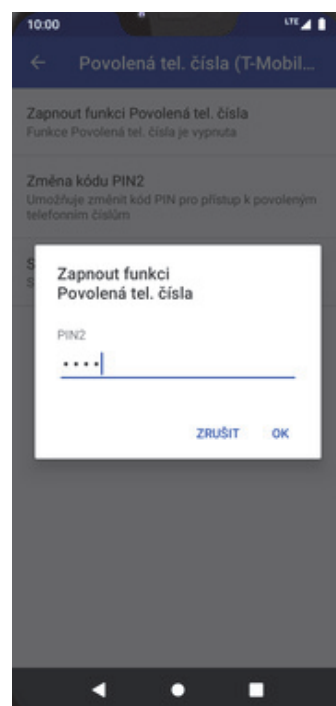 10:00
LTE
Povolená tel. čísla (T-Mobil...
Zapnout funkci Povolená tel. čísla
Funkce Povolená tel. čísla je vypnuta
Změna kódu PIN2
Umožňuje změnit kód PIN pro přístup k povoleným
telefonním číslům
S
S
Zapnout funkci
Povolená tel. čísla
PIN2
····
ZRUŠIT OK